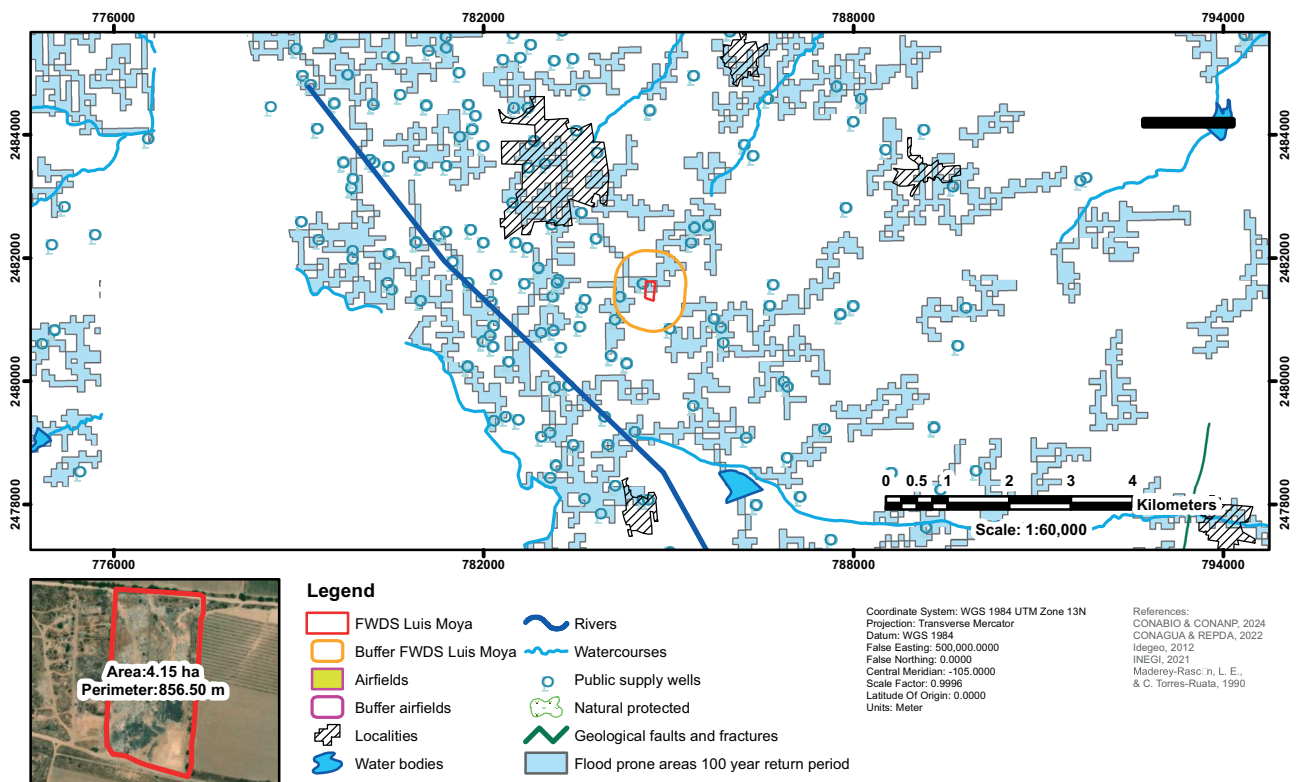 776000 782000 788000 794000
2484000 2484000
2482000 2482000
2480000 2480000
2478000 2478000
0 0.5 1 2 3 4
Kilometers
Scale: 1:60,000
776000 782000 788000 794000
Area:4.15 ha
Perimeter:856.50 m
Legend
FWDS Luis Moya
Buffer FWDS Luis Moya
Airfields
Buffer airfields
Localities
Water bodies
Rivers
Watercourses
Public supply wells
Natural protected
Geological faults and fractures
Flood prone areas 100 year return period
Coordinate System: WGS 1984 UTM Zone 13N
Projection: Transverse Mercator
Datum: WGS 1984
False Easting: 500,000.0000
False Northing: 0.0000
Central Meridian: -105.0000
Scale Factor: 0.9996
Latitude Of Origin: 0.0000
Units: Meter
References:
CONABIO & CONANP, 2024
CONAGUA & REPDA, 2022
Idegeo, 2012
INEGI, 2021
L. E.,
& C. Torres-Ruata, 1990